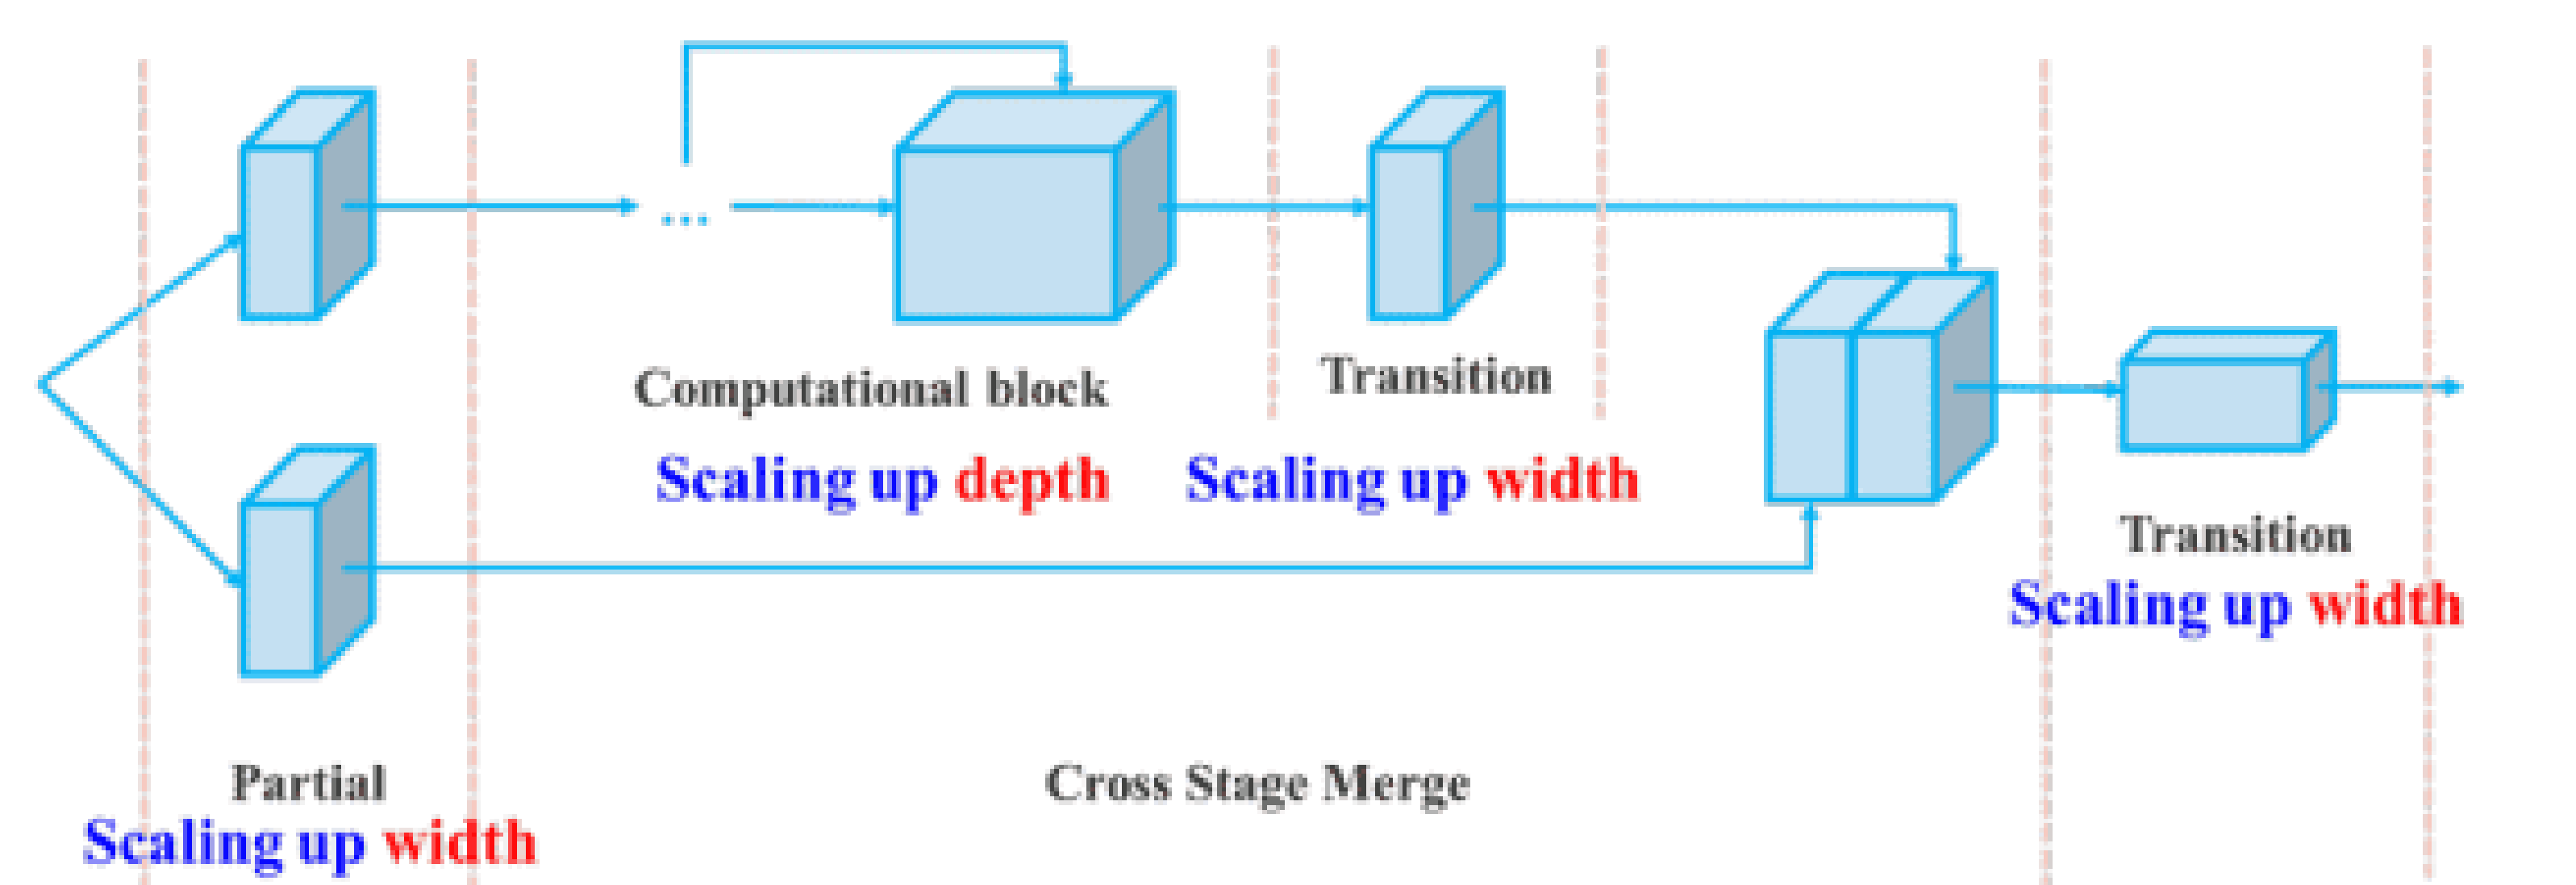 ...
Computational block
Transition
Scaling up depth
Scaling up width
Transition
Scaling up width
Partial
Cross Stage Merge
Scaling up width